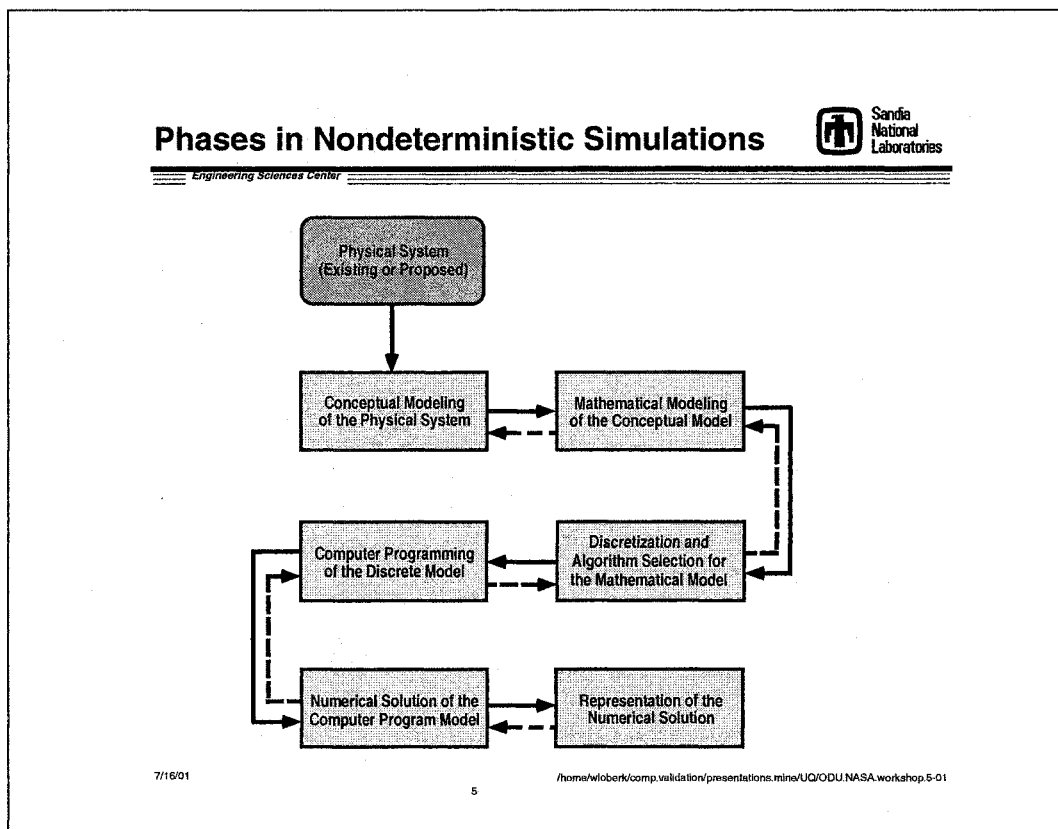 Phases in Nondeterministic Simulations
Sandia
National
Laboratories
Engineering Sciences Center
Physical System
(Existing or Proposed)
Conceptual Modeling
of the Physical System
Mathematical Modeling
of the Conceptual Model
Computer Programming
of the Discrete Model
Discretization and
Algorithm Selection for
the Mathematical Model
Numerical Solution of the
Computer Program Model
Representation of the
Numerical Solution
7/16/01
/home/wloberk/comp.validation/presentations.mine/UQ/ODU.NASA.workshop.5-01
5